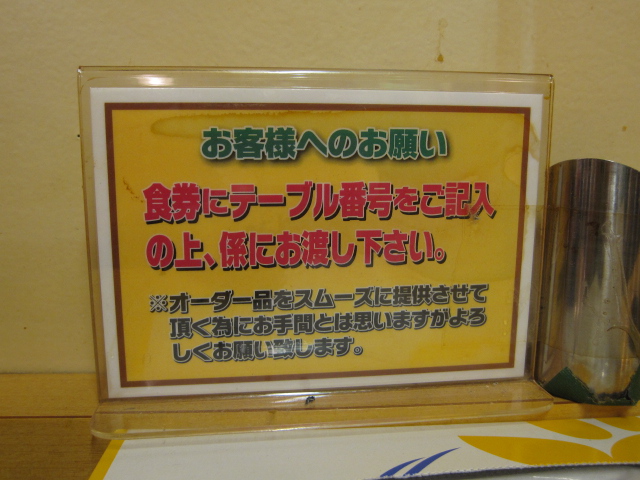 お客様へのお願い
食券にテーブル番号をご記入
の上、係にお渡し下さい。
※オーダー品をスムーズに提供させて
頂く為にお手間とは思いますがよろ
しくお願い致します。